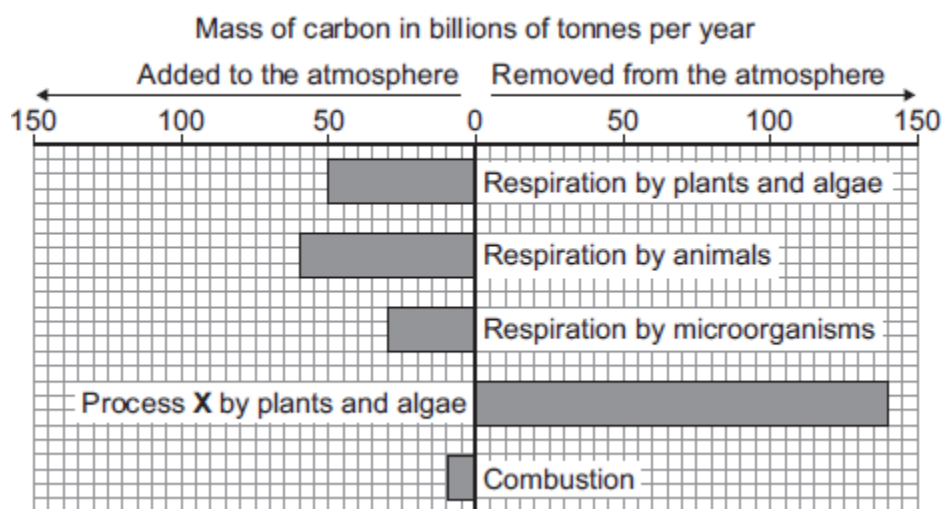 Mass of carbon in billions of tonnes per year
Added to the atmosphere Removed from the atmosphere
150 100 50 0 50 100 150
Respiration by plants and algae
Respiration by animals
Respiration by microorganisms
Process X by plants and algae
Combustion